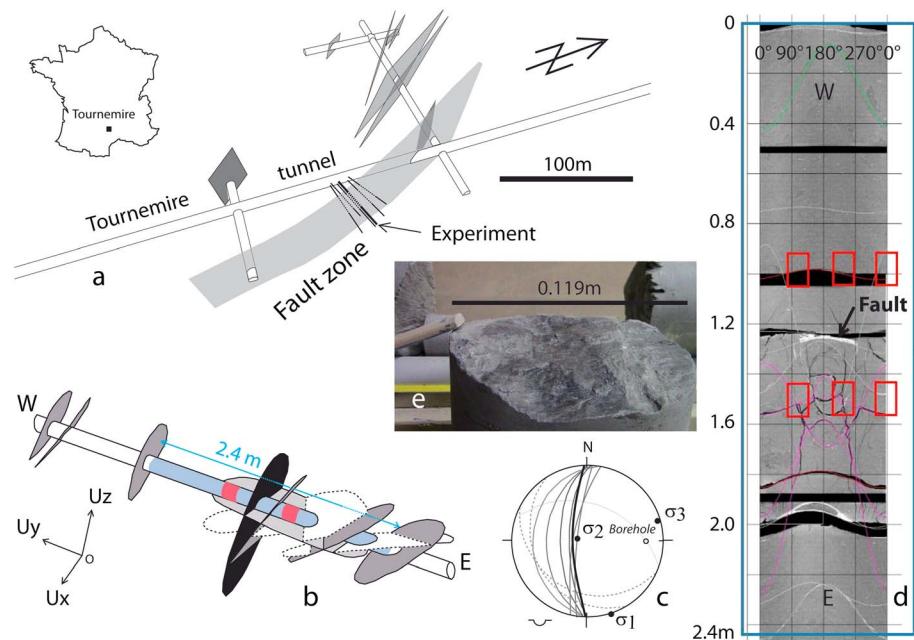 a
Tournemire
Tournemire
tunnel
100m
Experiment
Fault zone
0.119m
e
W
2.4 m
Uz
Uy
O
Ux
E
b
N
σ3
σ2
Borehole
σ1
c
0
0° 90° 180° 270° 0°
W
0.4
0.8
Fault
1.2
1.6
2.0
E
2.4m
d